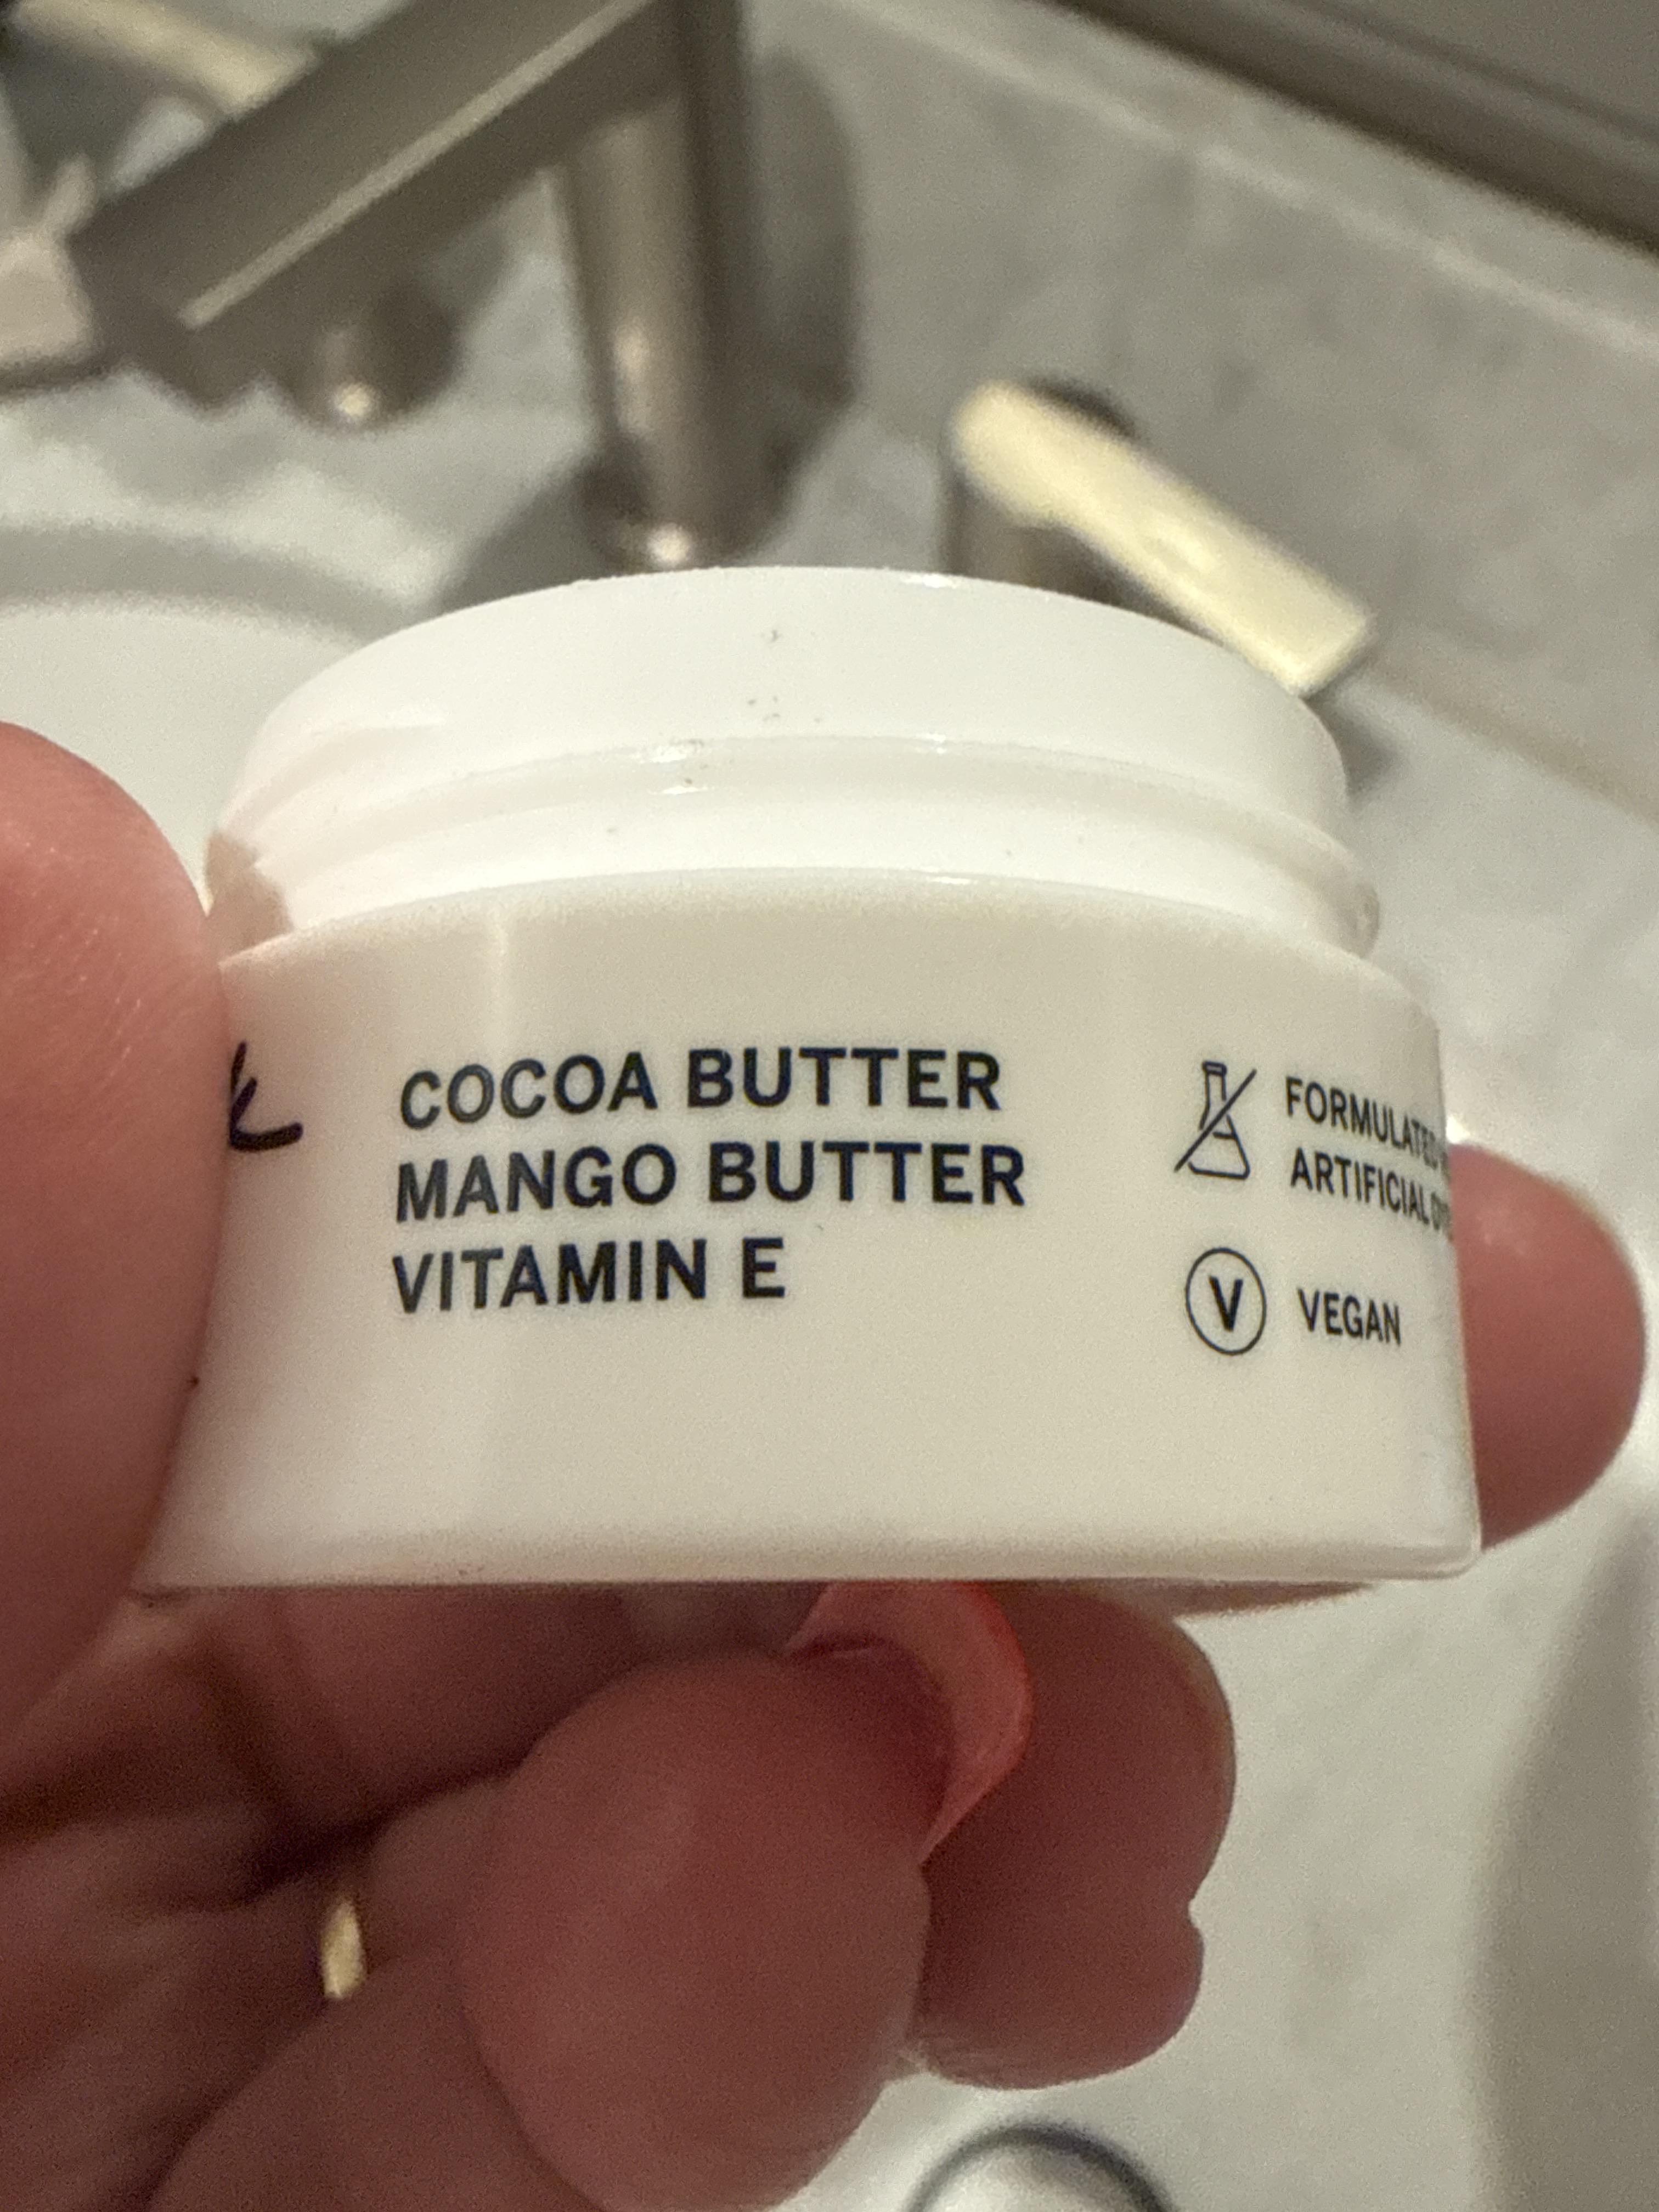 COCOA BUTTER
MANGO BUTTER
VITAMIN E
FORMULATED
ARTIFICIAL
VEGAN
V